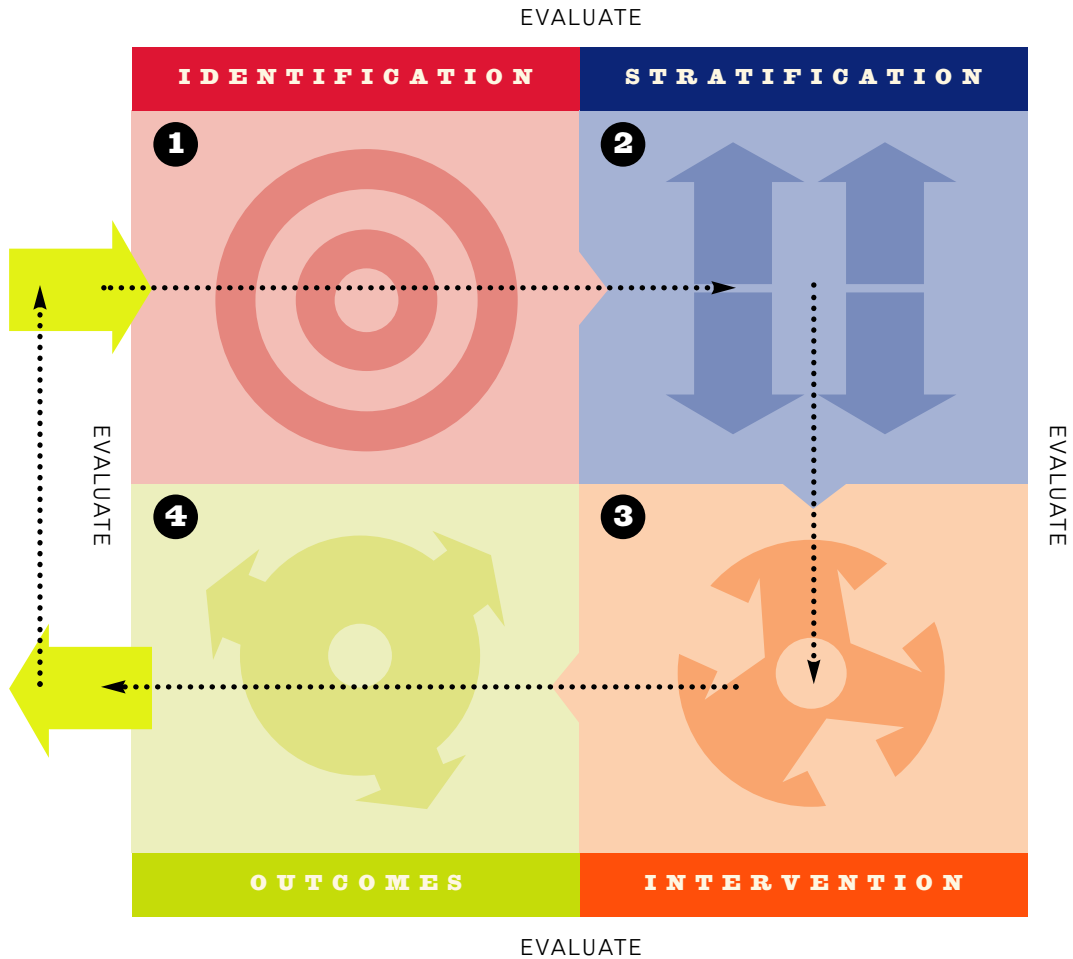 EVALUATE
IDENTIFICATION
STRATIFICATION
1
2
EVALUATE
EVALUATE
4
3
OUTCOMES
INTERVENTION
EVALUATE